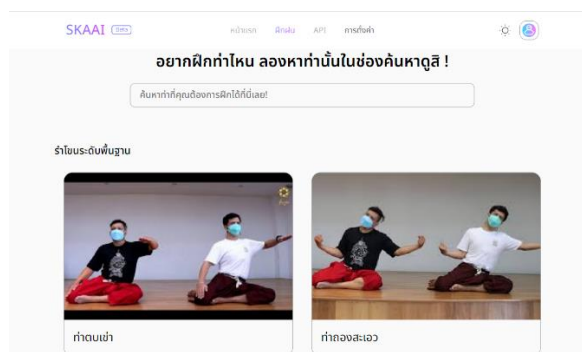 SKAAI Beta
หน้าแรก ฝึกฝน API การตั้งค่า
อยากฝึกท่าไหน ลองหาท่านั้นในช่องค้นหาดูสิ !
ค้นหาท่าที่คุณต้องการฝึกได้ที่นี่เลย!
รำโขนระดับพื้นฐาน
ท่าตบเข่า
ท่าถองสะเอว